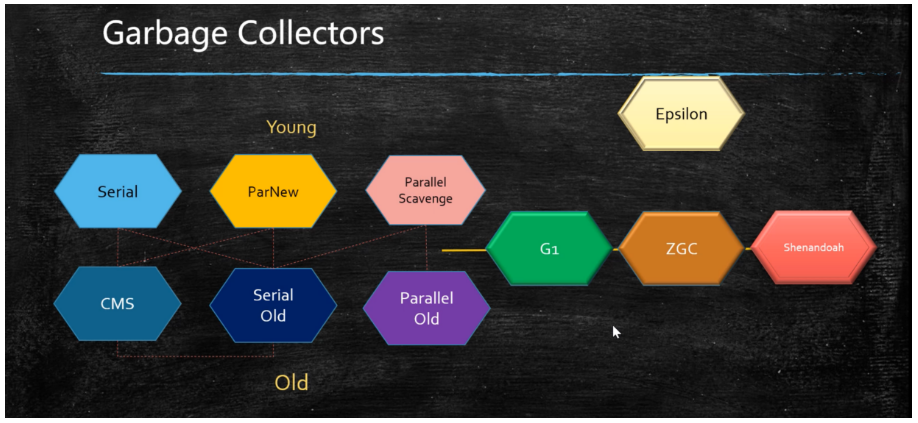 Garbage Collectors
Epsilon
Young
Serial
ParNew
Parallel
Scavenge
G1
ZGC
Shenandoah
CMS
Serial
Old
Parallel
Old
Old